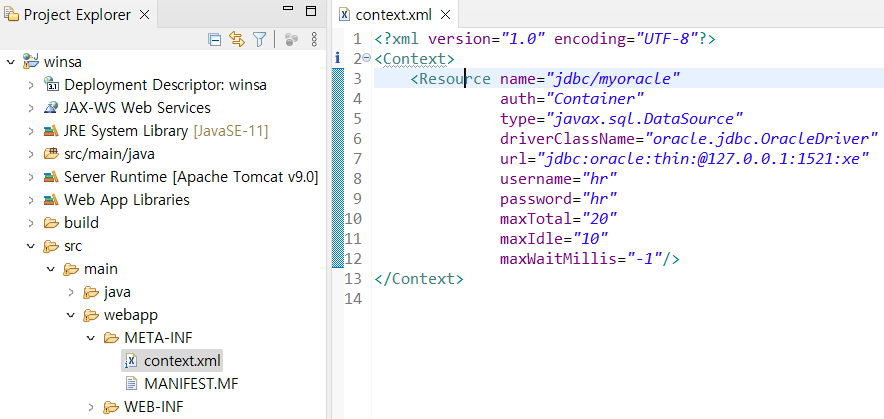 Project Explorer
winsa
Deployment Descriptor: winsa
JAX-WS Web Services
JRE System Library [JavaSE-11]
src/main/java
Server Runtime [Apache Tomcat v9.0]
Web App Libraries
build
src
main
java
webapp
META-INF
context.xml
MANIFEST.MF
WEB-INF
context.xml
1 <?xml version="1.0" encoding="UTF-8"?>
2 <Context>
3 <Resource name="jdbc/myoracle"
4 auth="Container"
5 type="javax.sql.DataSource"
6 driverClassName="oracle.jdbc.OracleDriver"
7 url="jdbc:oracle:thin:@127.0.0.1:1521:xe"
8 username="hr"
9 password="hr"
10 maxTotal="20"
11 maxIdle="10"
12 maxWaitMillis="-1"/>
13 </Context>
14